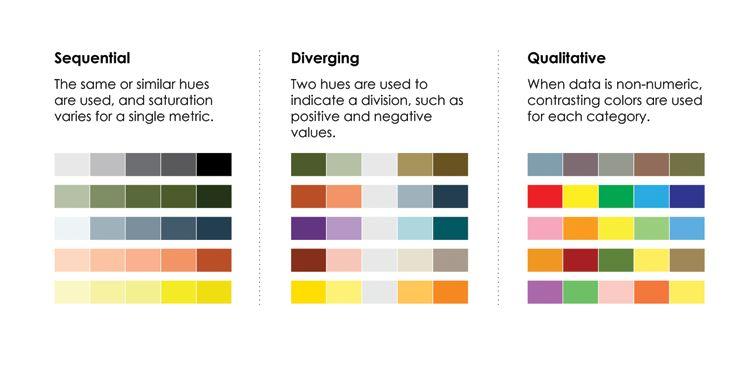 Sequential
The same or similar hues
are used, and saturation
varies for a single metric.
Diverging
Two hues are used to
indicate a division, such as
positive and negative
values.
Qualitative
When data is non-numeric,
contrasting colors are used
for each category.